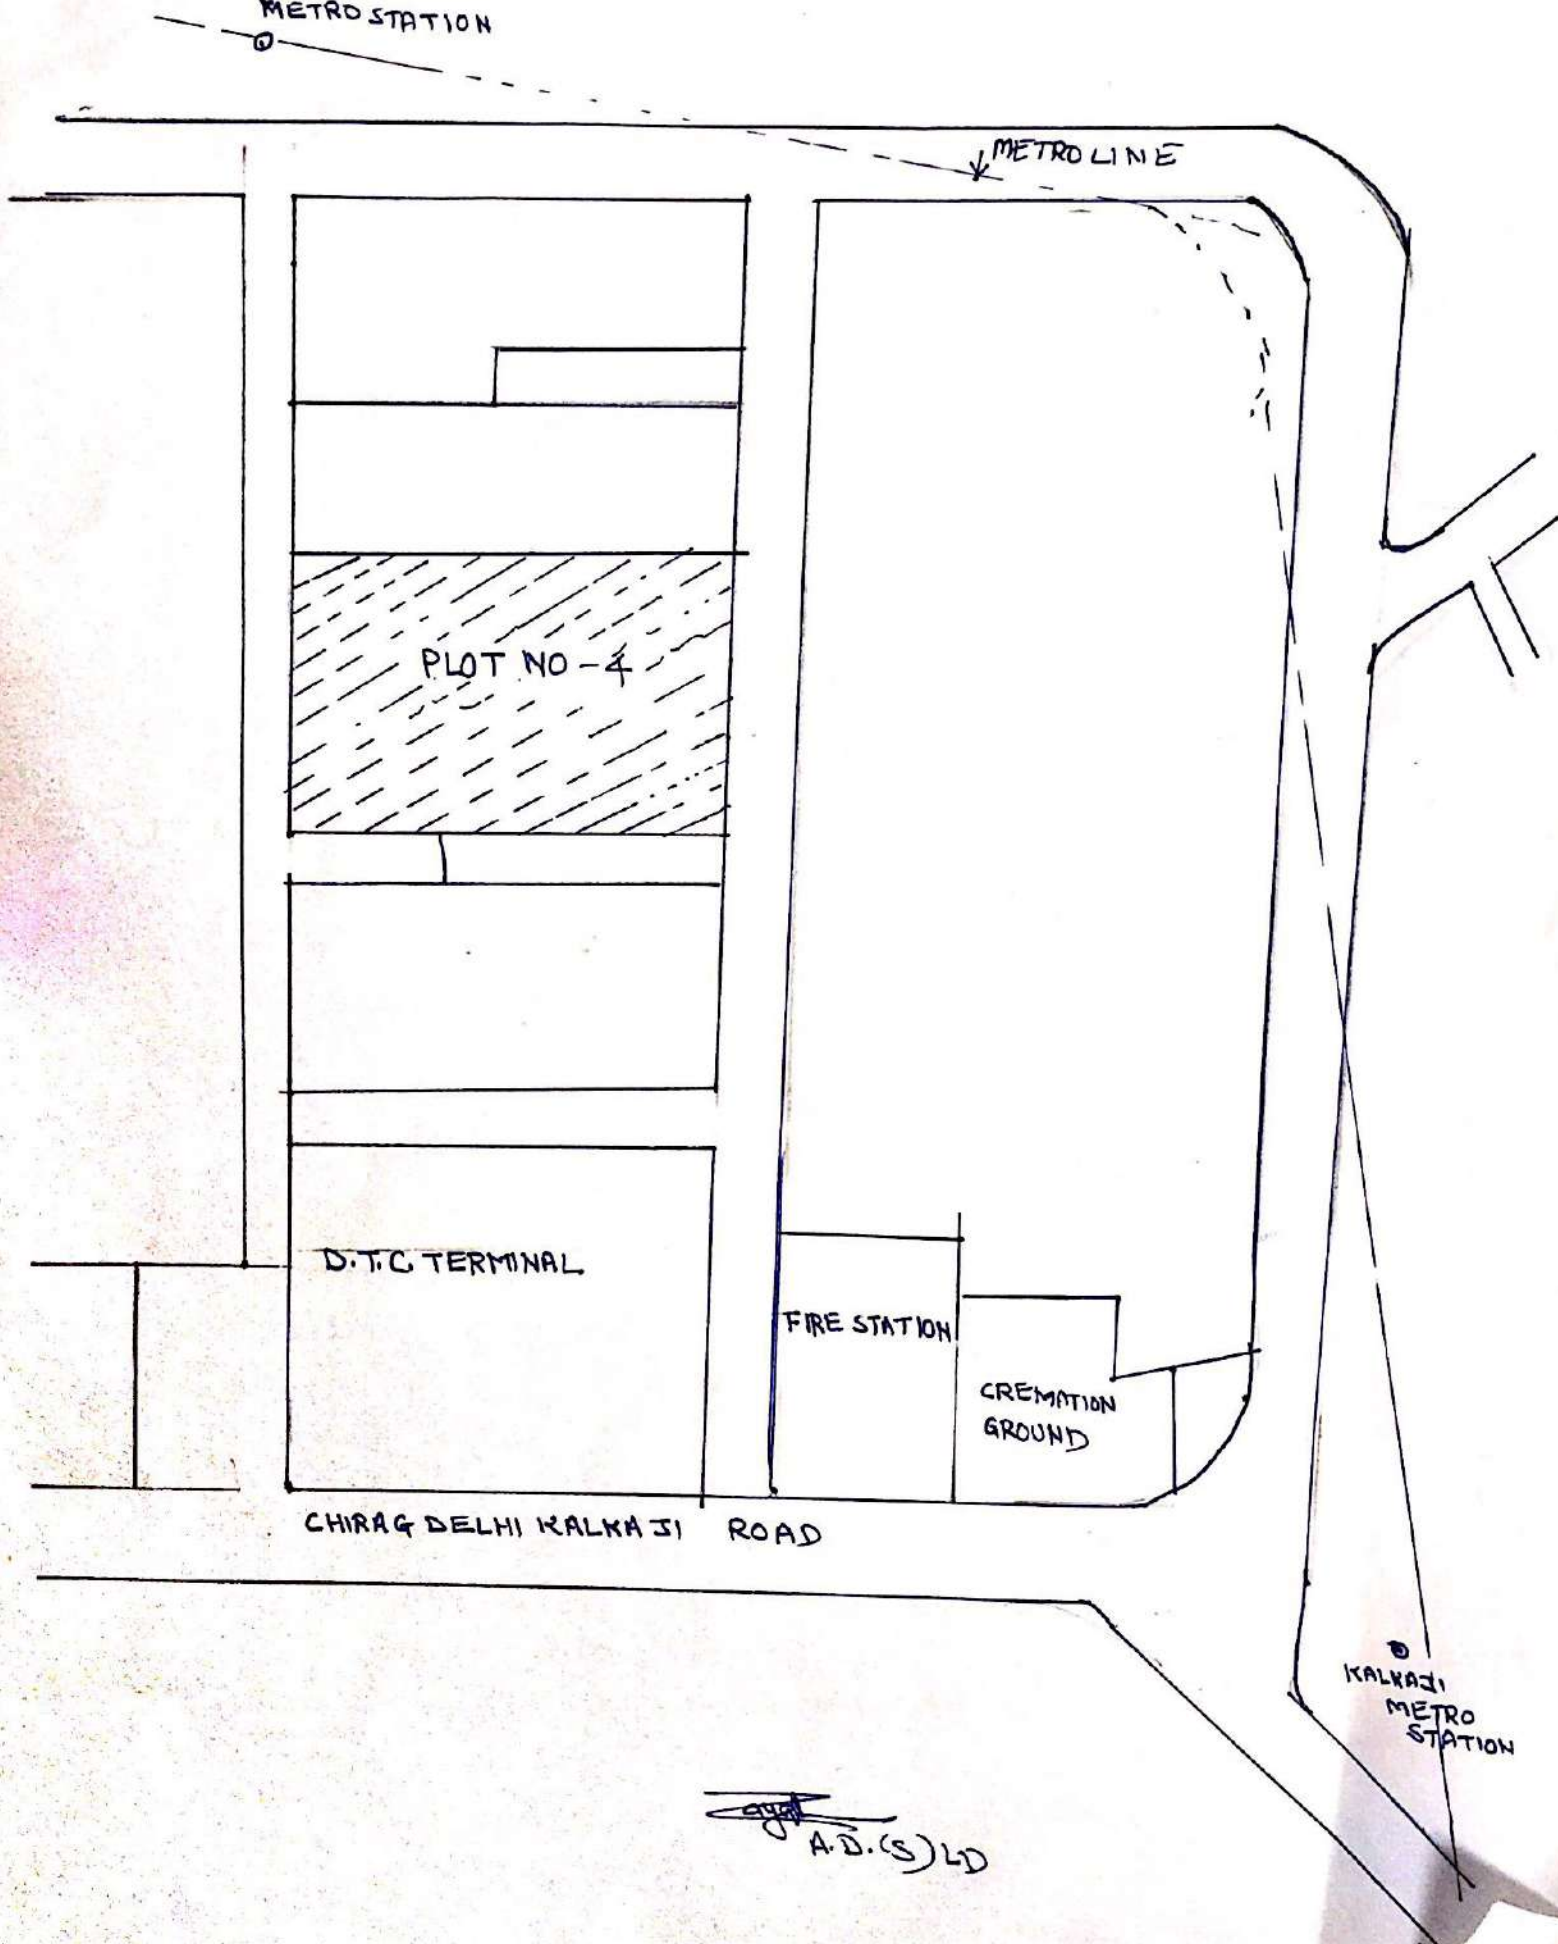 METRO STATION
METRO LINE
PLOT NO - 4
D.T.C. TERMINAL
FIRE STATION
CREMATION
GROUND
CHIRAG DELHI KALKAJI ROAD
KALKAJI
METRO
STATION
A.D.(S) LD